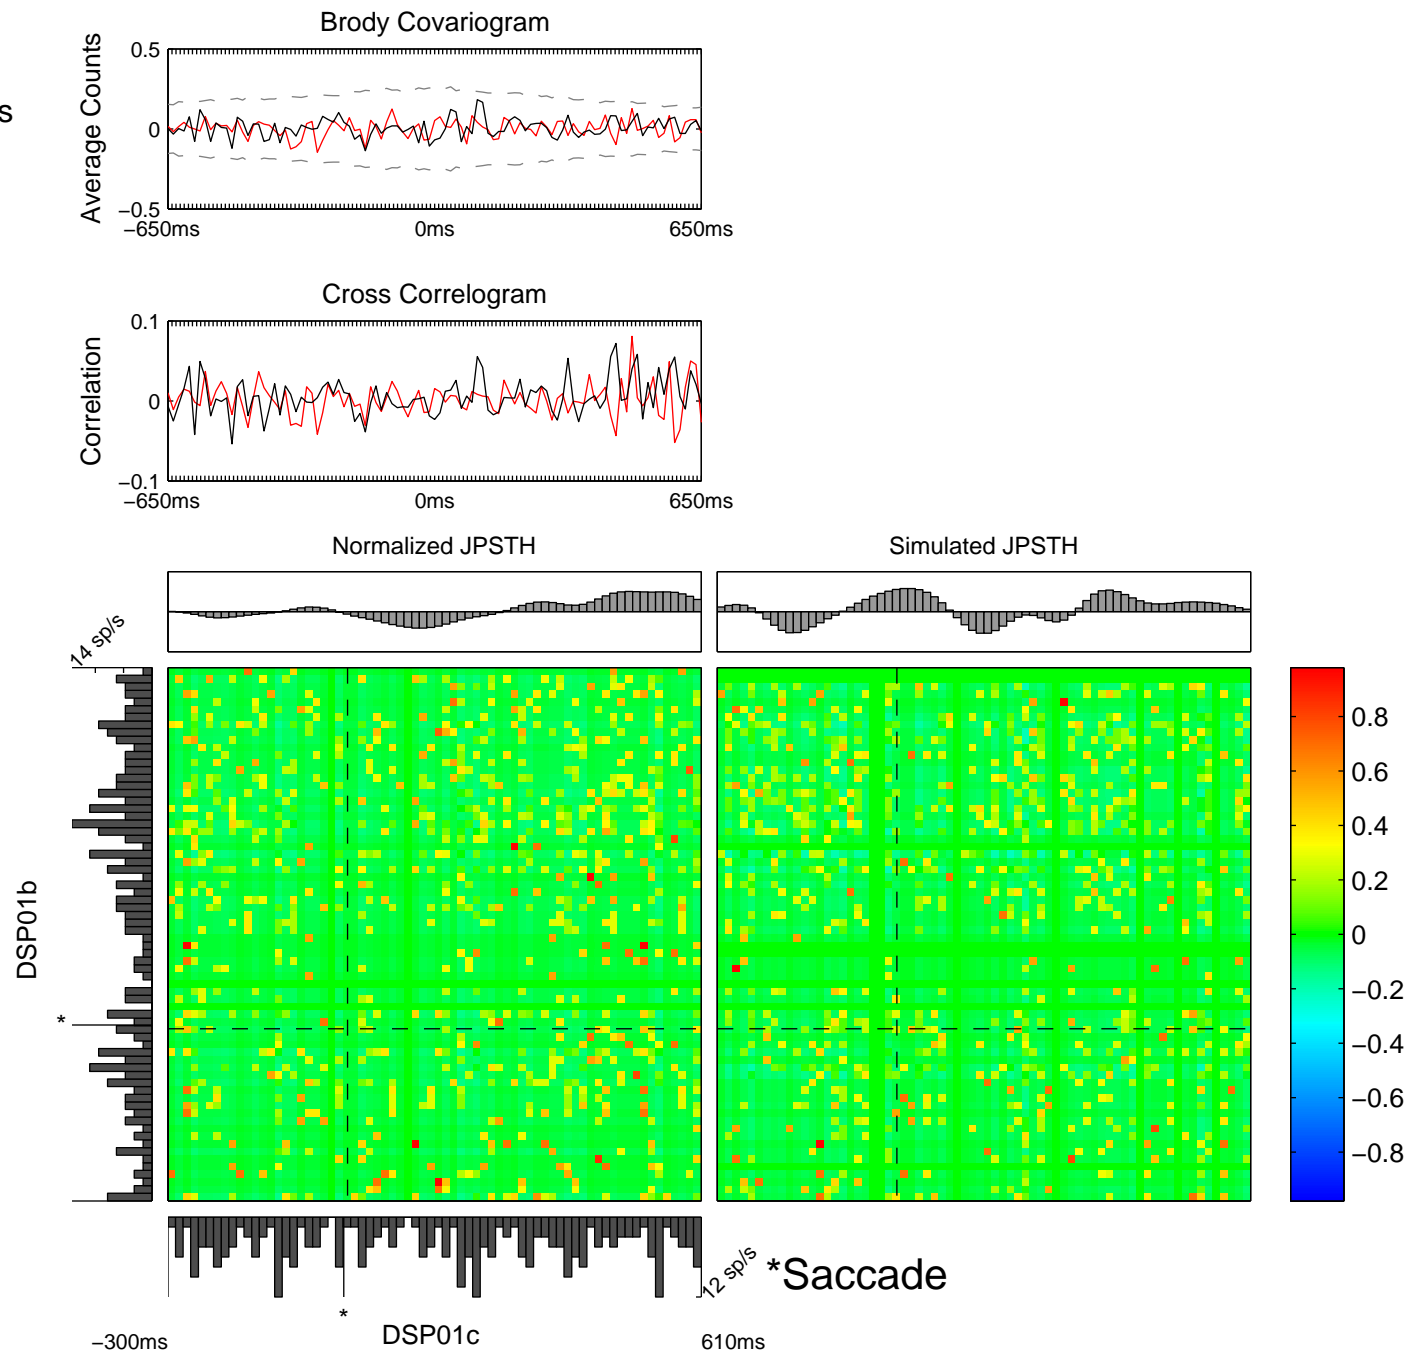 Brody Covariogram
s
Average Counts
0.5
0
−0.5
−650ms 0ms 650ms
Cross Correlogram
Correlation
0.1
0
−0.1
−650ms 0ms 650ms
Normalized JPSTH
Simulated JPSTH
14 sp/s
DSP01b
*
0.8
0.6
0.4
0.2
0
−0.2
−0.4
−0.6
−0.8
12 sp/s
*Saccade
*
DSP01c
−300ms 610ms